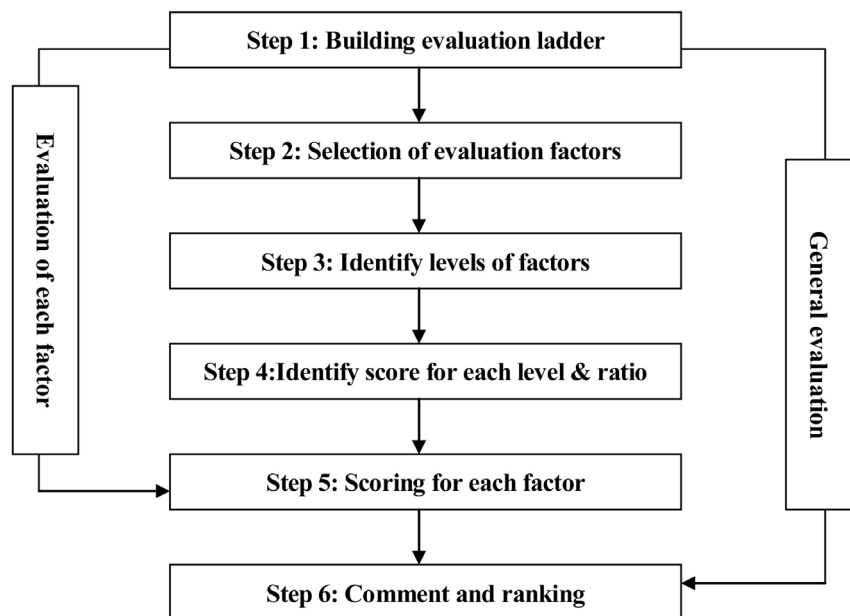 Step 1: Building evaluation ladder
Step 2: Selection of evaluation factors
Step 3: Identify levels of factors
Step 4:Identify score for each level & ratio
Step 5: Scoring for each factor
Step 6: Comment and ranking
Evaluation of each
factor
General evaluation